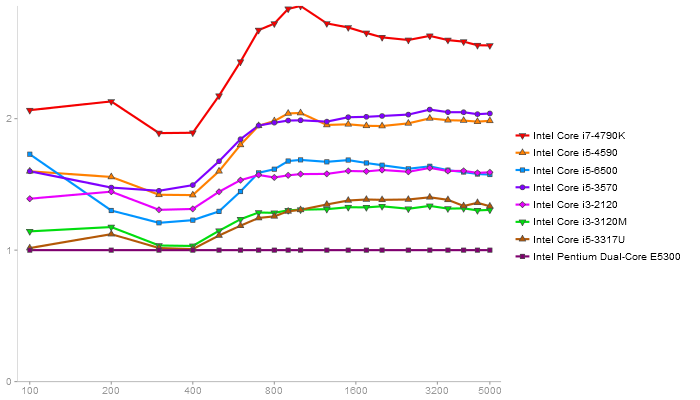 2
1
0
100 200 400 800 1600 3200 5000
Intel Core i7-4790K
Intel Core i5-4590
Intel Core i5-6500
Intel Core i5-3570
Intel Core i3-2120
Intel Core i3-3120M
Intel Core i5-3317U
Intel Pentium Dual-Core E5300